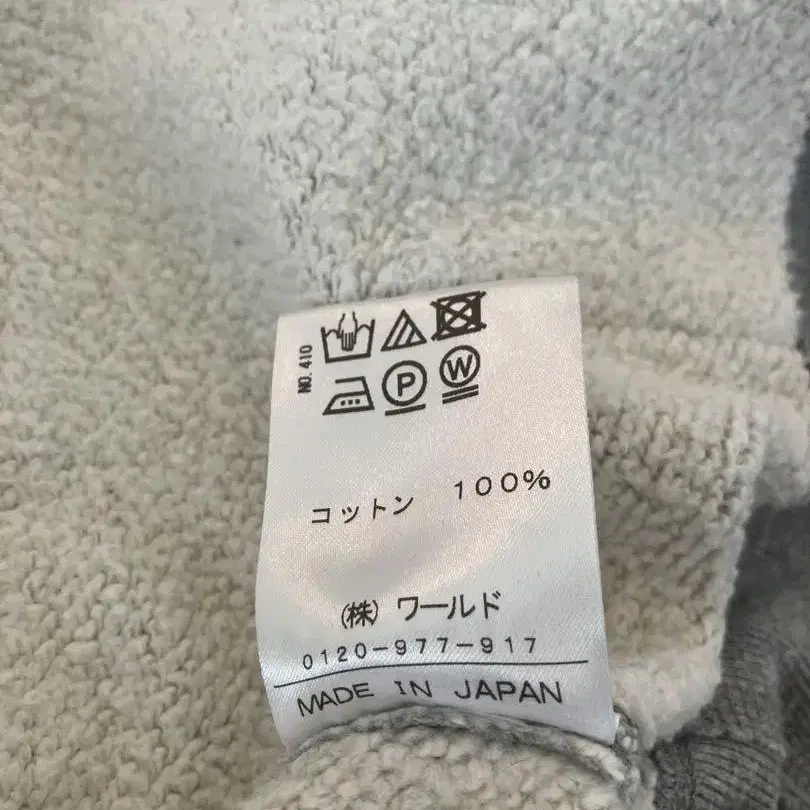 NO.410
P
W
コットン 100%
(株) ワールド
0120-977-917
MADE IN JAPAN